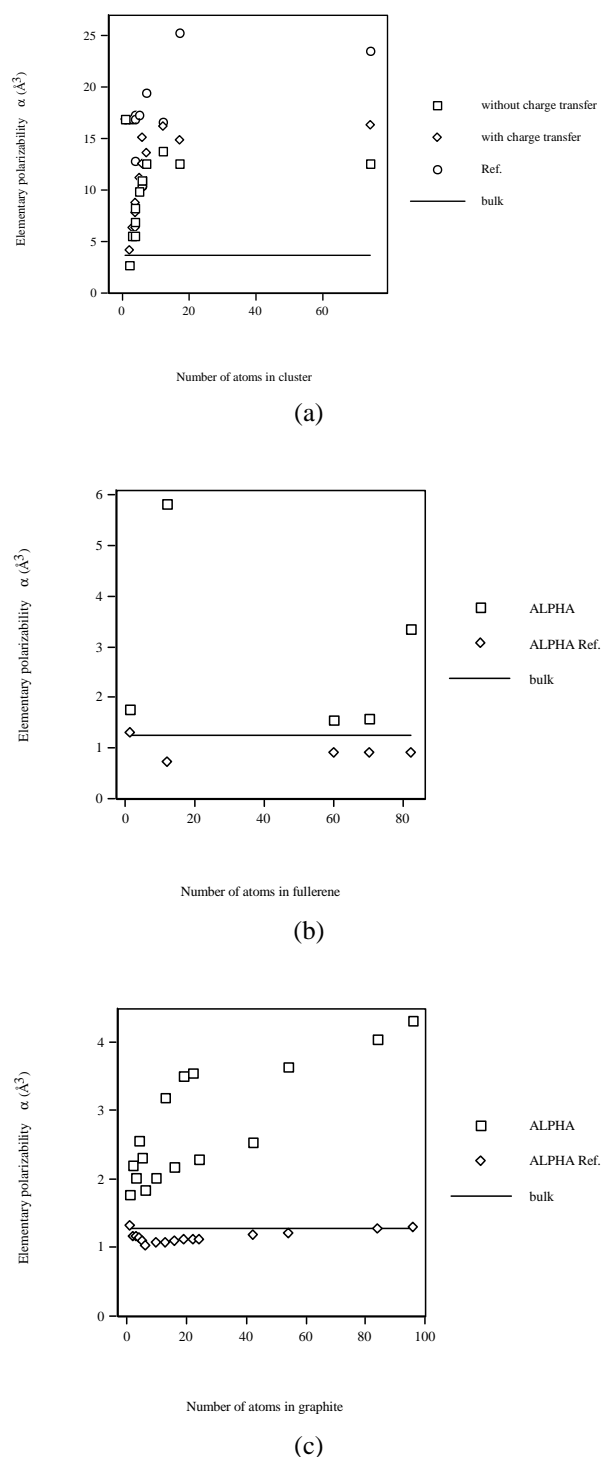 Elementary polarizability α (Å³)
25
20
15
10
5
0
0 20 40 60
Number of atoms in cluster
without charge transfer
with charge transfer
Ref.
bulk
(a)
Elementary polarizability α (Å³)
6
5
4
3
2
1
0
0 20 40 60 80
Number of atoms in fullerene
ALPHA
ALPHA Ref.
bulk
(b)
Elementary polarizability α (Å³)
4
3
2
1
0
0 20 40 60 80 100
Number of atoms in graphite
ALPHA
ALPHA Ref.
bulk
(c)